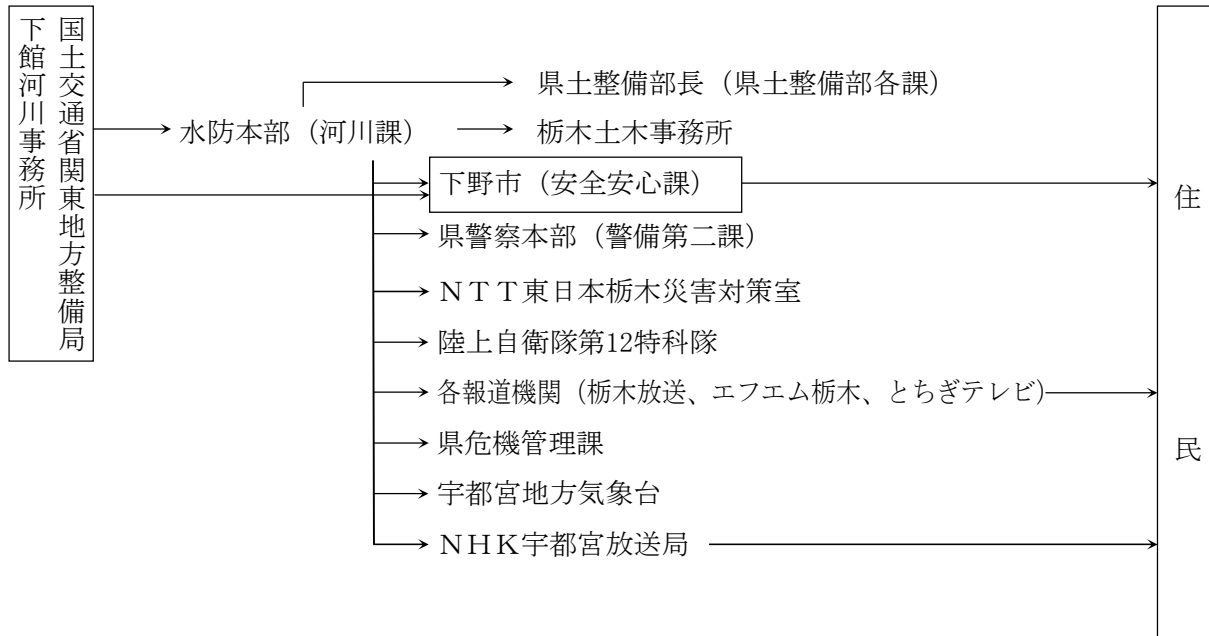 国土交通省関東地方整備局
下館河川事務所
県土整備部長（県土整備部各課）
水防本部（河川課）
栃木土木事務所
下野市（安全安心課）
県警察本部（警備第二課）
ＮＴＴ東日本栃木災害対策室
陸上自衛隊第12特科隊
各報道機関（栃木放送、エフエム栃木、とちぎテレビ）
県危機管理課
宇都宮地方気象台
ＮＨＫ宇都宮放送局
住民